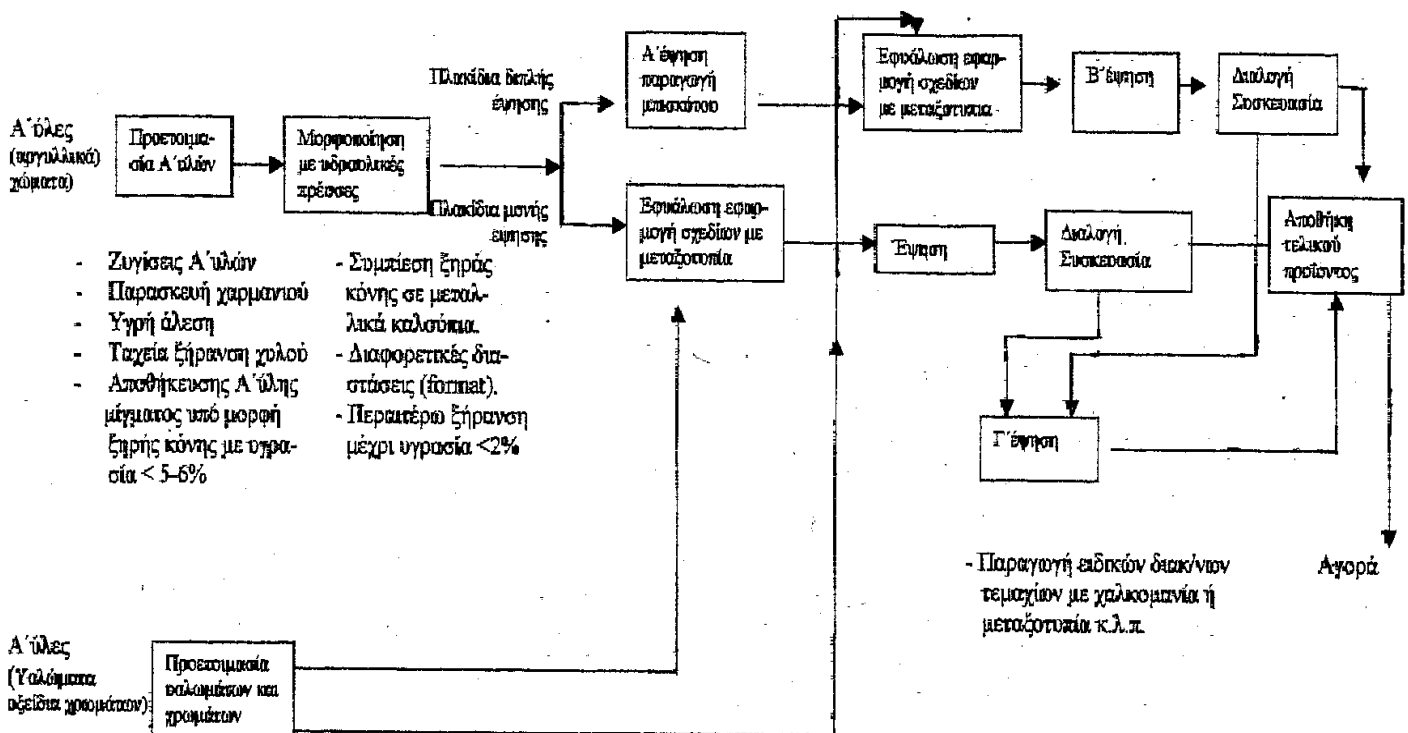 Πλακίδια διπλής
έψησης
Α΄έψηση
παραγωγή
μπισκότου
Εφυάλωση εφαρ-
μογή σχεδίων
με μεταξοτυπια
Β΄έψηση
Διαλογή
Συσκευασία
Α΄ύλες
(αργυλλικά)
χώματα)
Προετοιμα-
σία Α΄υλών
Μορφοποίηση
με υδραυλικές
πρέσσες
Πλακίδια μονής
έψησης
Εφυάλωση εφαρ-
μογή σχεδίων με
μεταξοτυπία
Έψηση
Διαλογή
Συσκευασία
Αποθήκη
τελικού
προϊοντος
- Ζυγίσεις Α΄υλών
- Παρασκευή χαρμανιού
- Υγρή άλεση
- Ταχεία ξήρανση χυλού
- Αποθήκευσης Α΄ύλης
μίγματος υπό μορφή
ξηρής κόνης με υγρα-
σία < 5-6%
- Συμπίεση ξηράς
κόνης σε μεταλ-
λικά καλούπια.
- Διαφορετικές δια-
στάσεις (format).
- Περαιτέρω ξήρανση
μέχρι υγρασία <2%
Γ΄έψηση
- Παραγωγή ειδικών διακ/νιον
τεμαχίων με χαλκομανία ή
μεταξοτυπία κ.λ.π.
Αγορά
Α΄ύλες
(Υαλώματα
οξείδια χρωμάτων)
Προετοιμασία
υαλωμάτων και
χρωμάτων